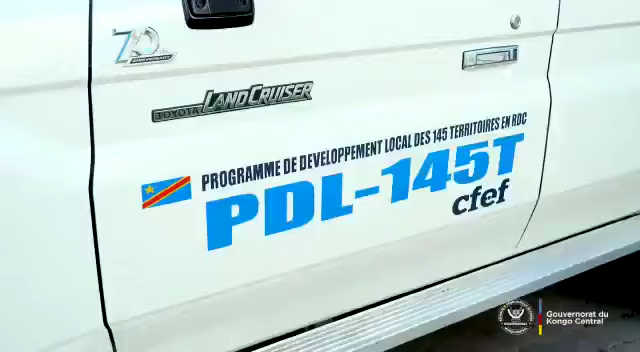 70
ANNIVERSARY
TOYOTA LANDCRUISER
PROGRAMME DE DEVELOPPEMENT LOCAL DES 145 TERRITOIRES EN RDC
PDL-145T
cfef
Gouvernorat du
Kongo Central